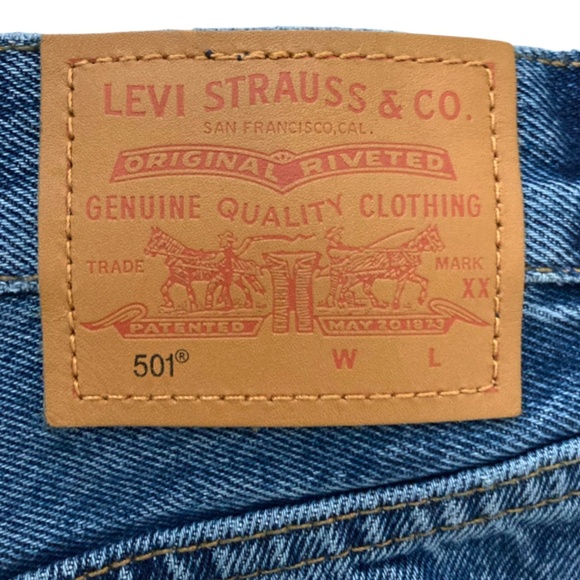 LEVI STRAUSS & CO.
SAN FRANCISCO, CAL.
ORIGINAL RIVETED
GENUINE QUALITY CLOTHING
TRADE MARK
XX
PATENTED MAY 20 1873
501® W L